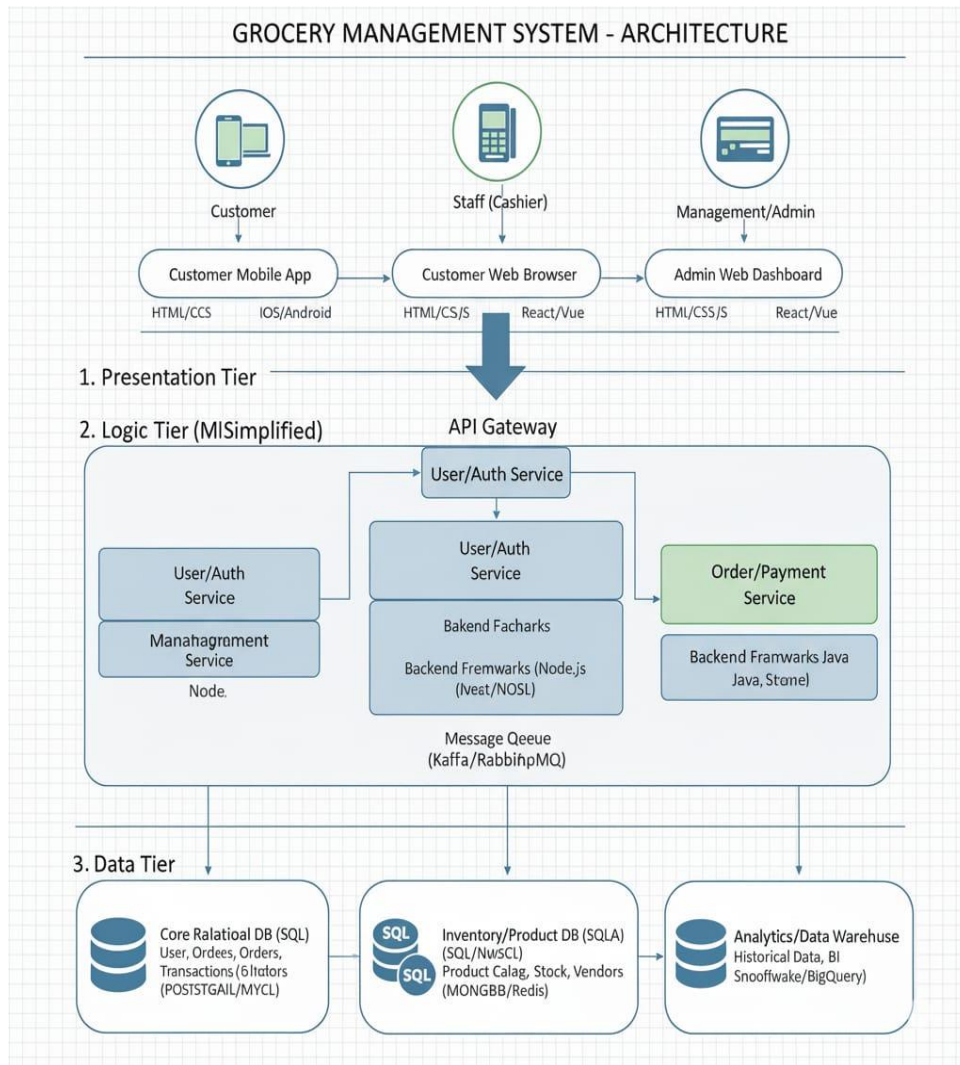 GROCERY MANAGEMENT SYSTEM - ARCHITECTURE
Customer
Staff (Cashier)
Management/Admin
Customer Mobile App
Customer Web Browser
Admin Web Dashboard
HTML/CCS
IOS/Android
HTML/CS/S
React/Vue
HTML/CSS/S
React/Vue
1. Presentation Tier
2. Logic Tier (MISimplified)
API Gateway
User/Auth Service
User/Auth
Service
Manahagromment
Service
Node.
User/Auth
Service
Bakend Facharks
Backend Fremwarks (Node.js
(Neat/NOSL)
Order/Payment
Service
Backend Framwarks Java
Java, Stome)
Message Qeeue
(Kaffa/RabbihpMQ)
3. Data Tier
Core Ralatioal DB (SQL)
User, Ordees, Orders,
Transactions
(POSTSTGAIL/MYCL)
SQL
SQL
Inventory/Product DB (SQLA)
(SQL/NwsCL)
Product Calag, Stock, Vendors
(MONGBB/Redis)
Analytics/Data Warehuse
Historical Data, BI
Snooffwake/BigQuery)